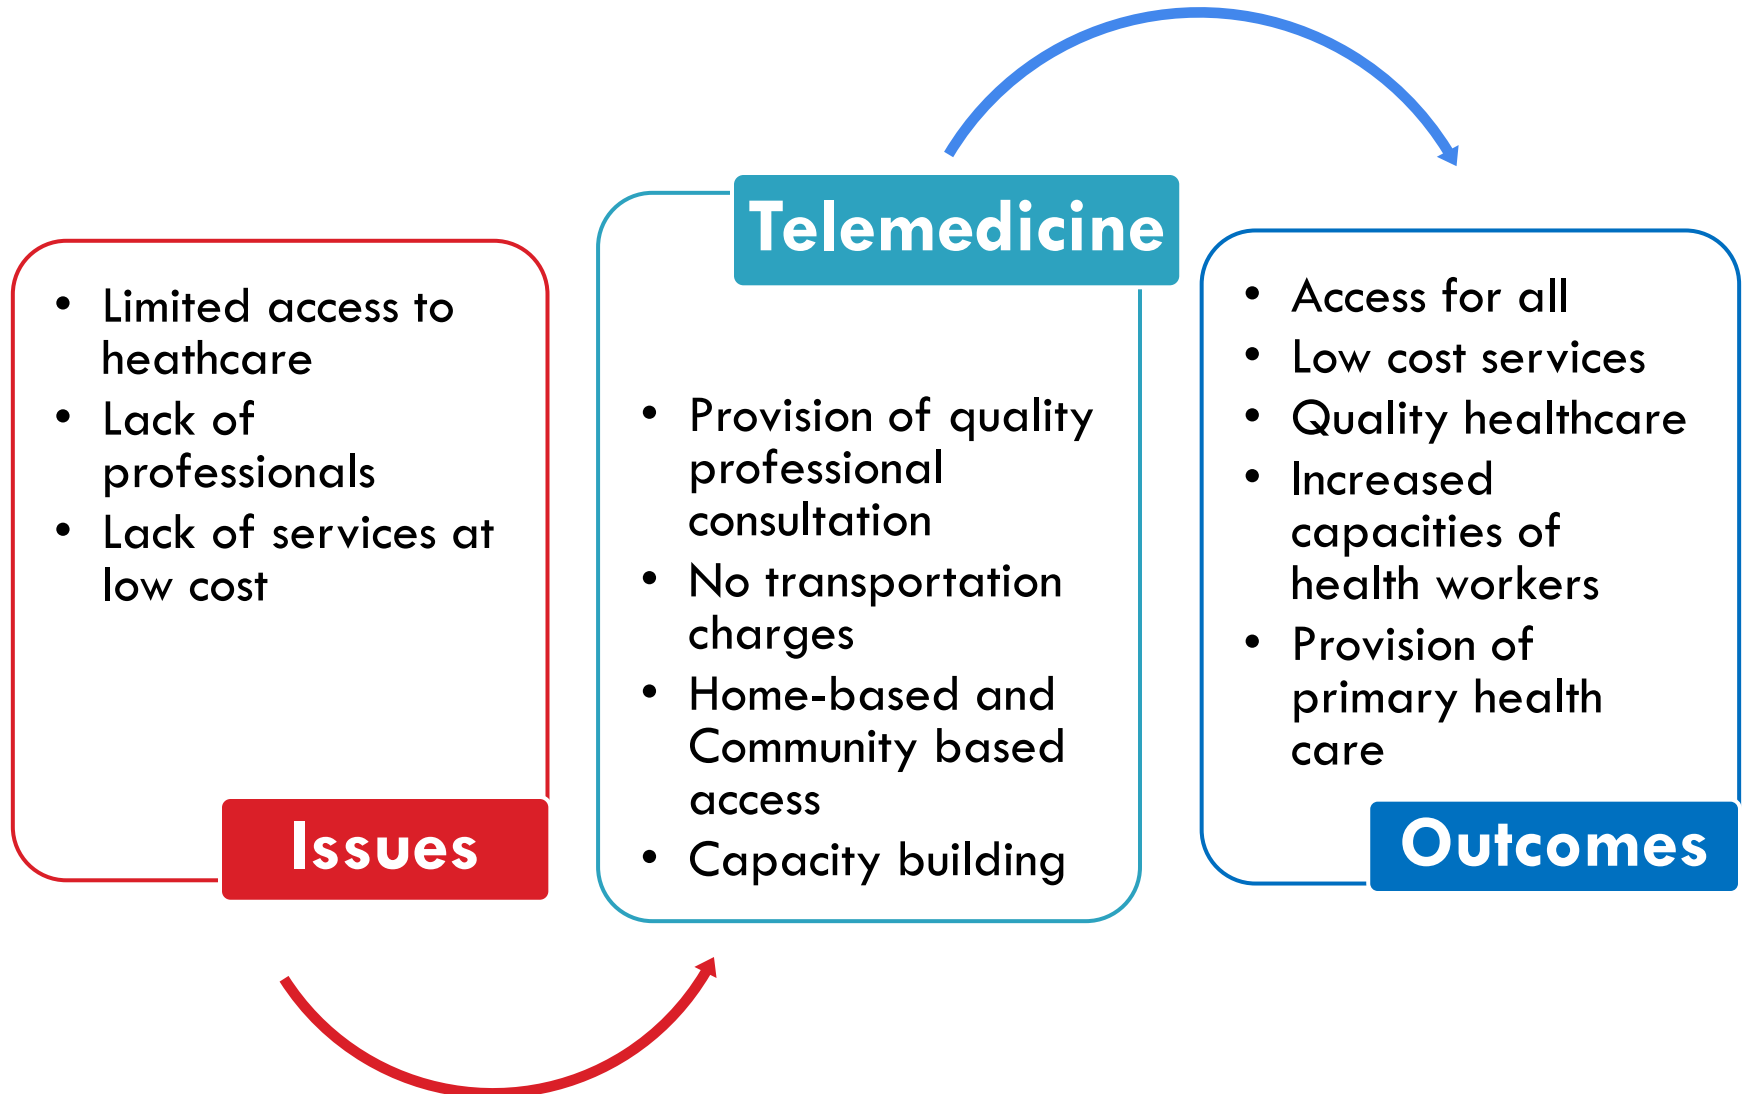 • Limited access to
heathcare
• Lack of
professionals
• Lack of services at
low cost
Issues
Telemedicine
• Provision of quality
professional
consultation
• No transportation
charges
• Home-based and
Community based
access
• Capacity building
• Access for all
• Low cost services
• Quality healthcare
• Increased
capacities of
health workers
• Provision of
primary health
care
Outcomes